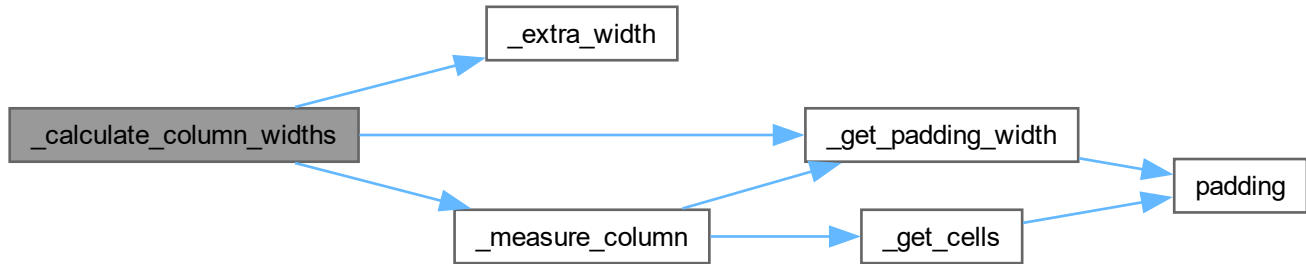 _extra_width
_calculate_column_widths
_get_padding_width
padding
_measure_column
_get_cells